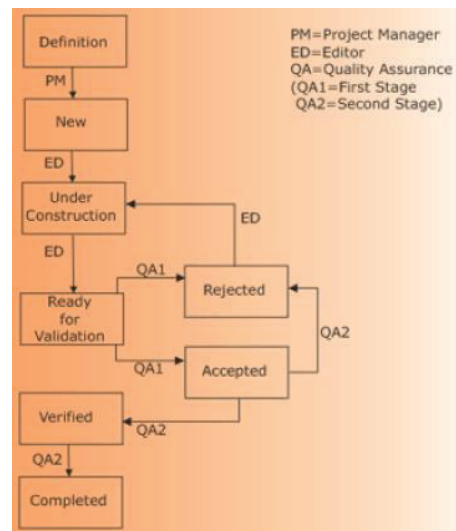 Definition
PM=Project Manager
ED=Editor
QA=Quality Assurance
(QA1=First Stage
QA2=Second Stage)
PM
New
ED
Under
Construction
ED
ED
QA1
Rejected
Ready
for
Validation
QA2
QA1
Accepted
Verified
QA2
QA2
Completed